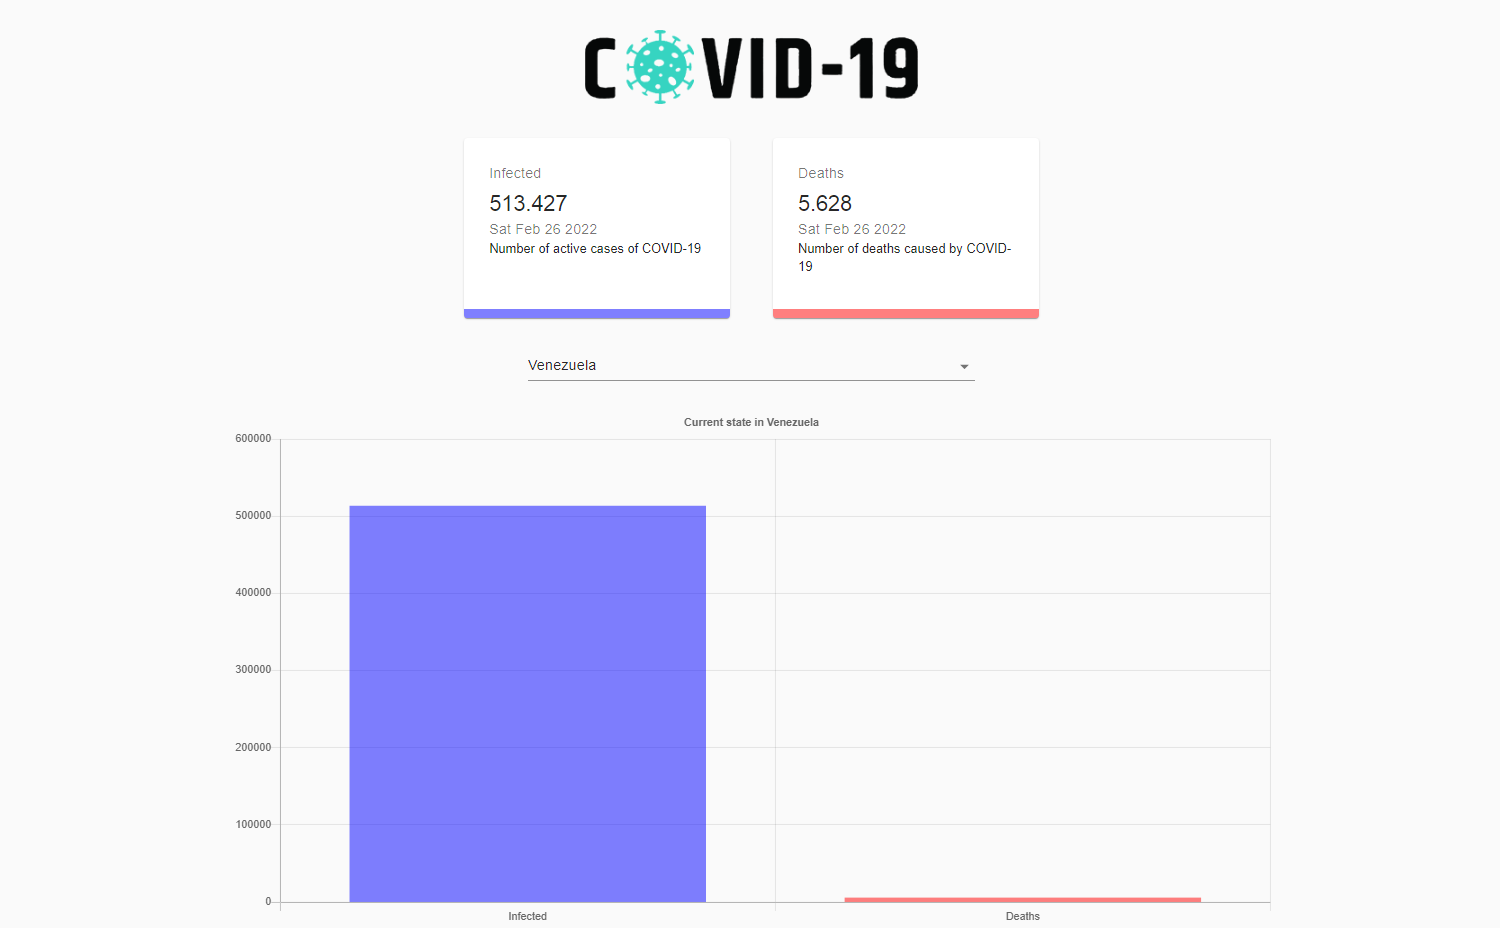 COVID-19
Infected
513.427
Sat Feb 26 2022
Number of active cases of COVID-19
Deaths
5.628
Sat Feb 26 2022
Number of deaths caused by COVID-
19
Venezuela
Current state in Venezuela
600000
500000
400000
300000
200000
100000
0
Infected
Deaths